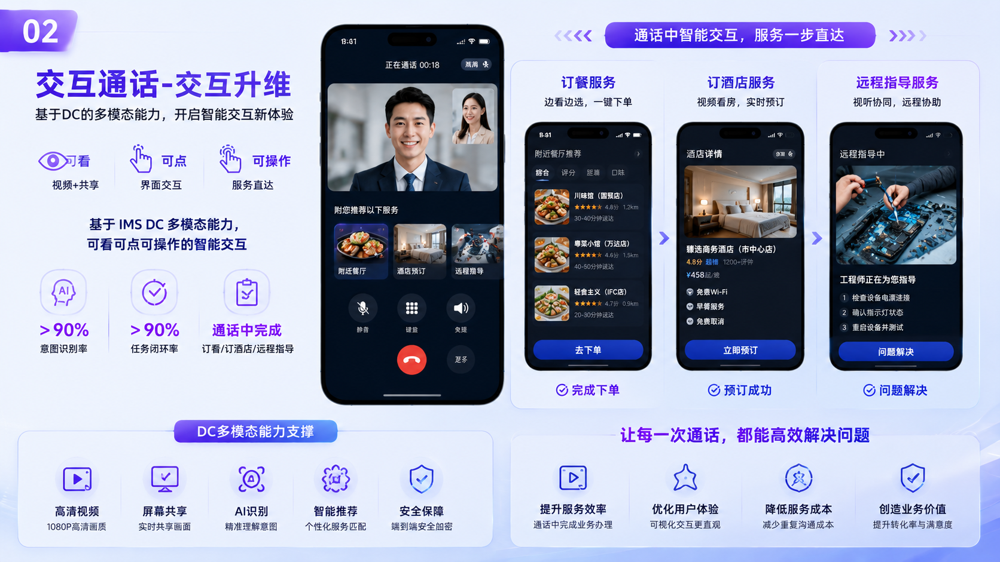 02
交互通话-交互升维
基于DC的多模态能力，开启智能交互新体验
可看
视频+共享
可点
界面交互
可操作
服务直达
基于 IMS DC 多模态能力，
可看可点可操作的智能交互
AI
>90%
意图识别率
>90%
任务闭环率
通话中完成
订看/订酒店/远程指导
正在通话 00:18
附您推荐以下服务
附近餐厅
酒店预订
远程指导
静音
键盘
免提
通话中智能交互，服务一步直达
订餐服务
边看边选，一键下单
附近餐厅推荐
综合
评分
口味
川味馆
4.8分 1.2km
30-40分钟送达
粤菜小馆（万达店）
4.6分 1.5km
40-50分钟送达
轻食主义（IFC店）
4.7分 0.9km
20-30分钟送达
去下单
完成下单
订酒店服务
视频看房，实时预订
酒店详情
臻选商务酒店（市中心店）
4.8分
¥458起/晚
免费Wi-Fi
早餐服务
免费取消
立即预订
预订成功
远程指导服务
视听协同，远程协助
远程指导中
工程师正在为您指导
1 检查设备电源连接
2 确认指示灯状态
3 重启设备并测试
问题解决
问题解决
DC多模态能力支撑
高清视频
1080P高清画质
屏幕共享
实时共享画面
AI识别
精准理解意图
智能推荐
个性化服务匹配
安全保障
端到端安全加密
让每一次通话，都能高效解决问题
提升服务效率
通话中完成业务办理
优化用户体验
可视化交互更直观
降低服务成本
减少重复沟通成本
创造业务价值
提升转化率与满意度